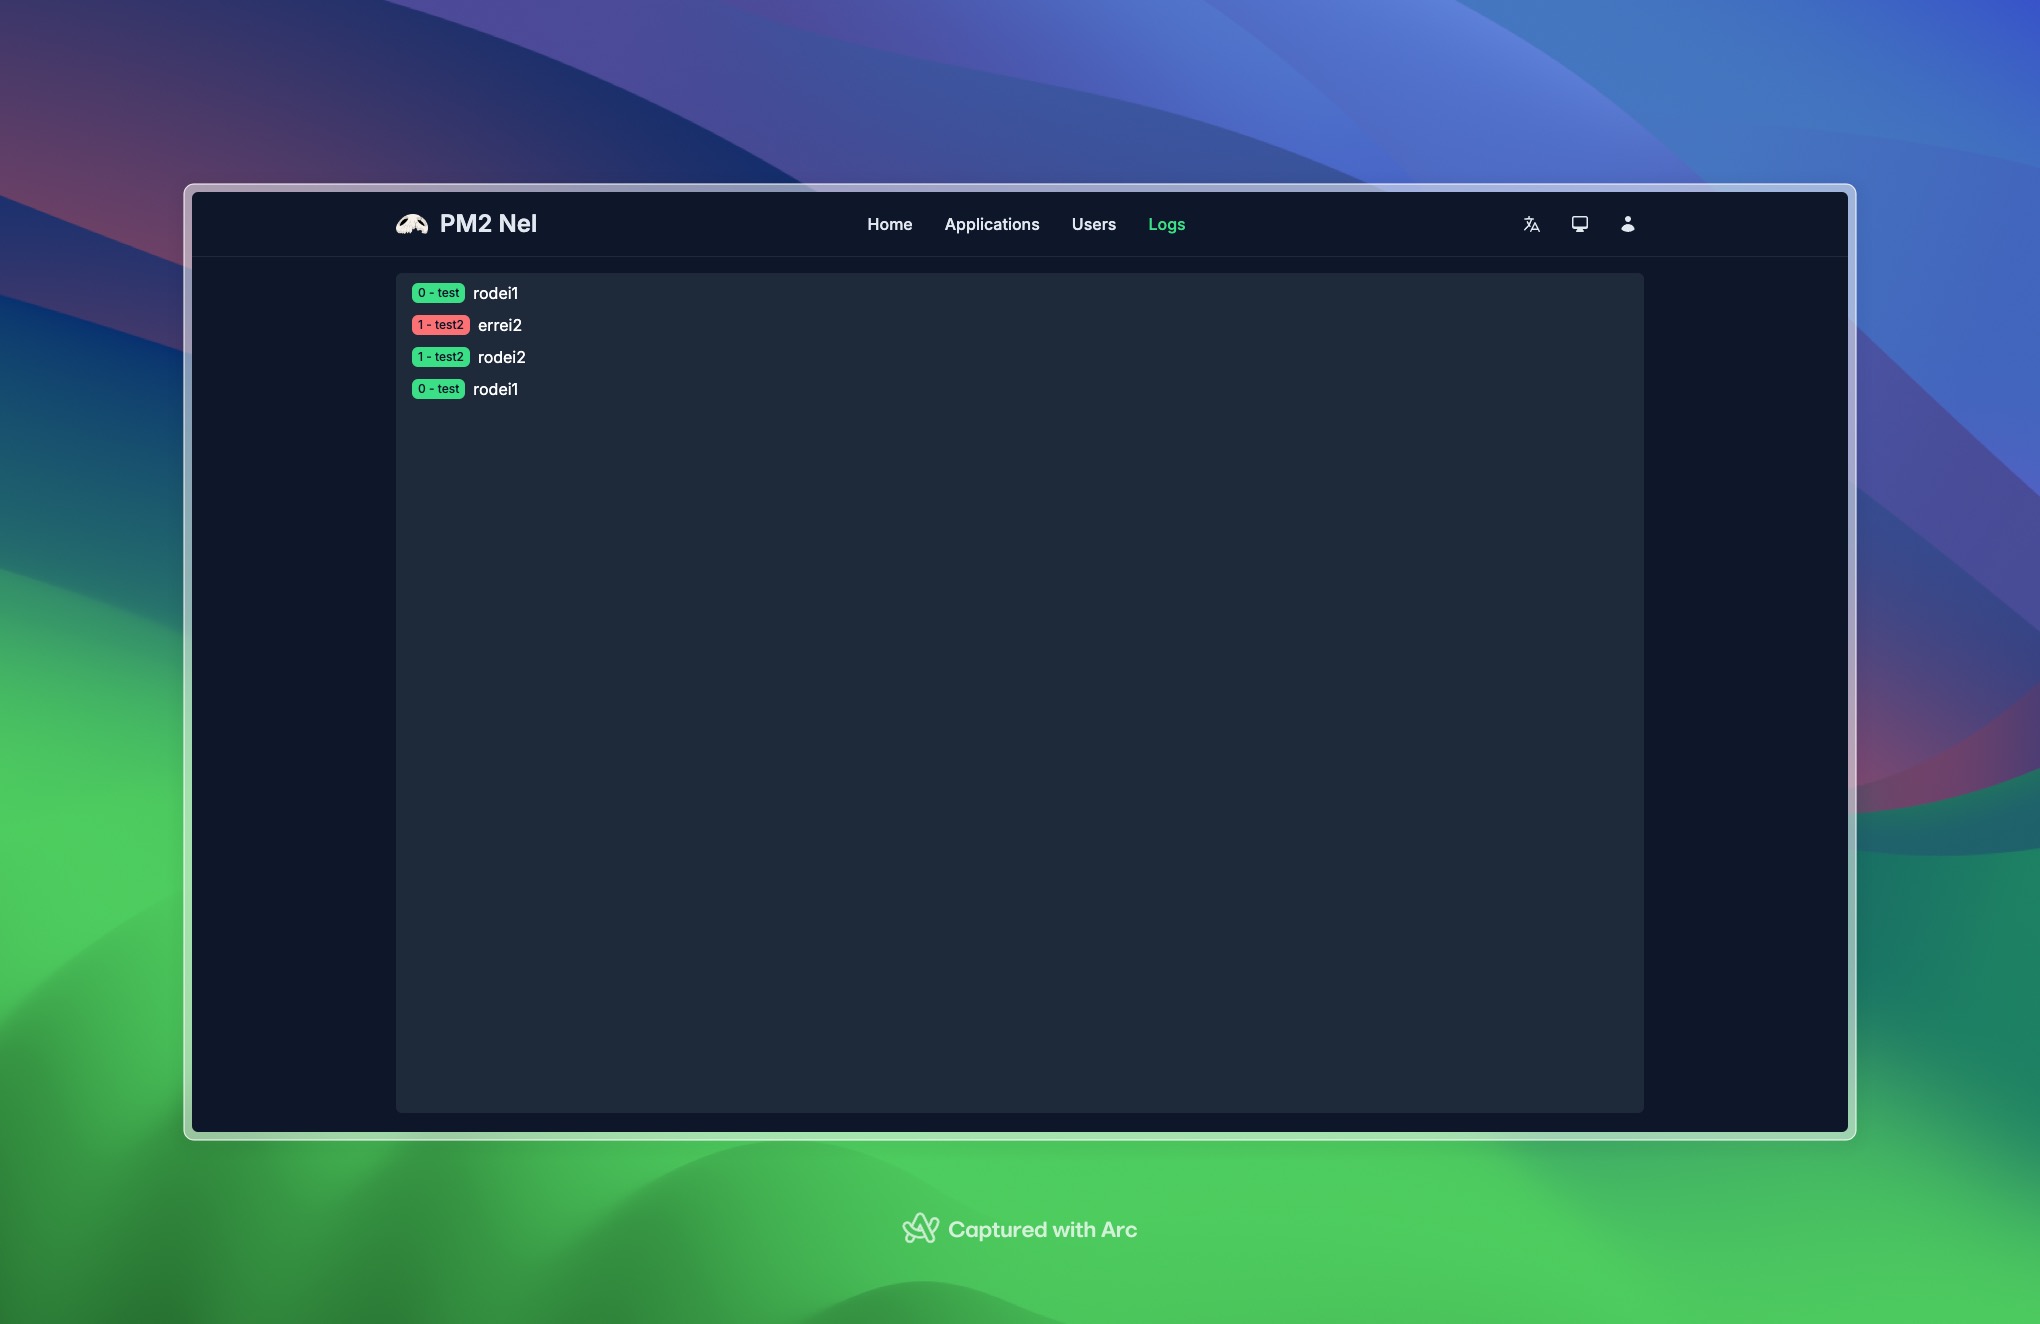 PM2 Nel
Home Applications Users Logs
0 - test rodei1
1 - test2 errei2
1 - test2 rodei2
0 - test rodei1
Captured with Arc